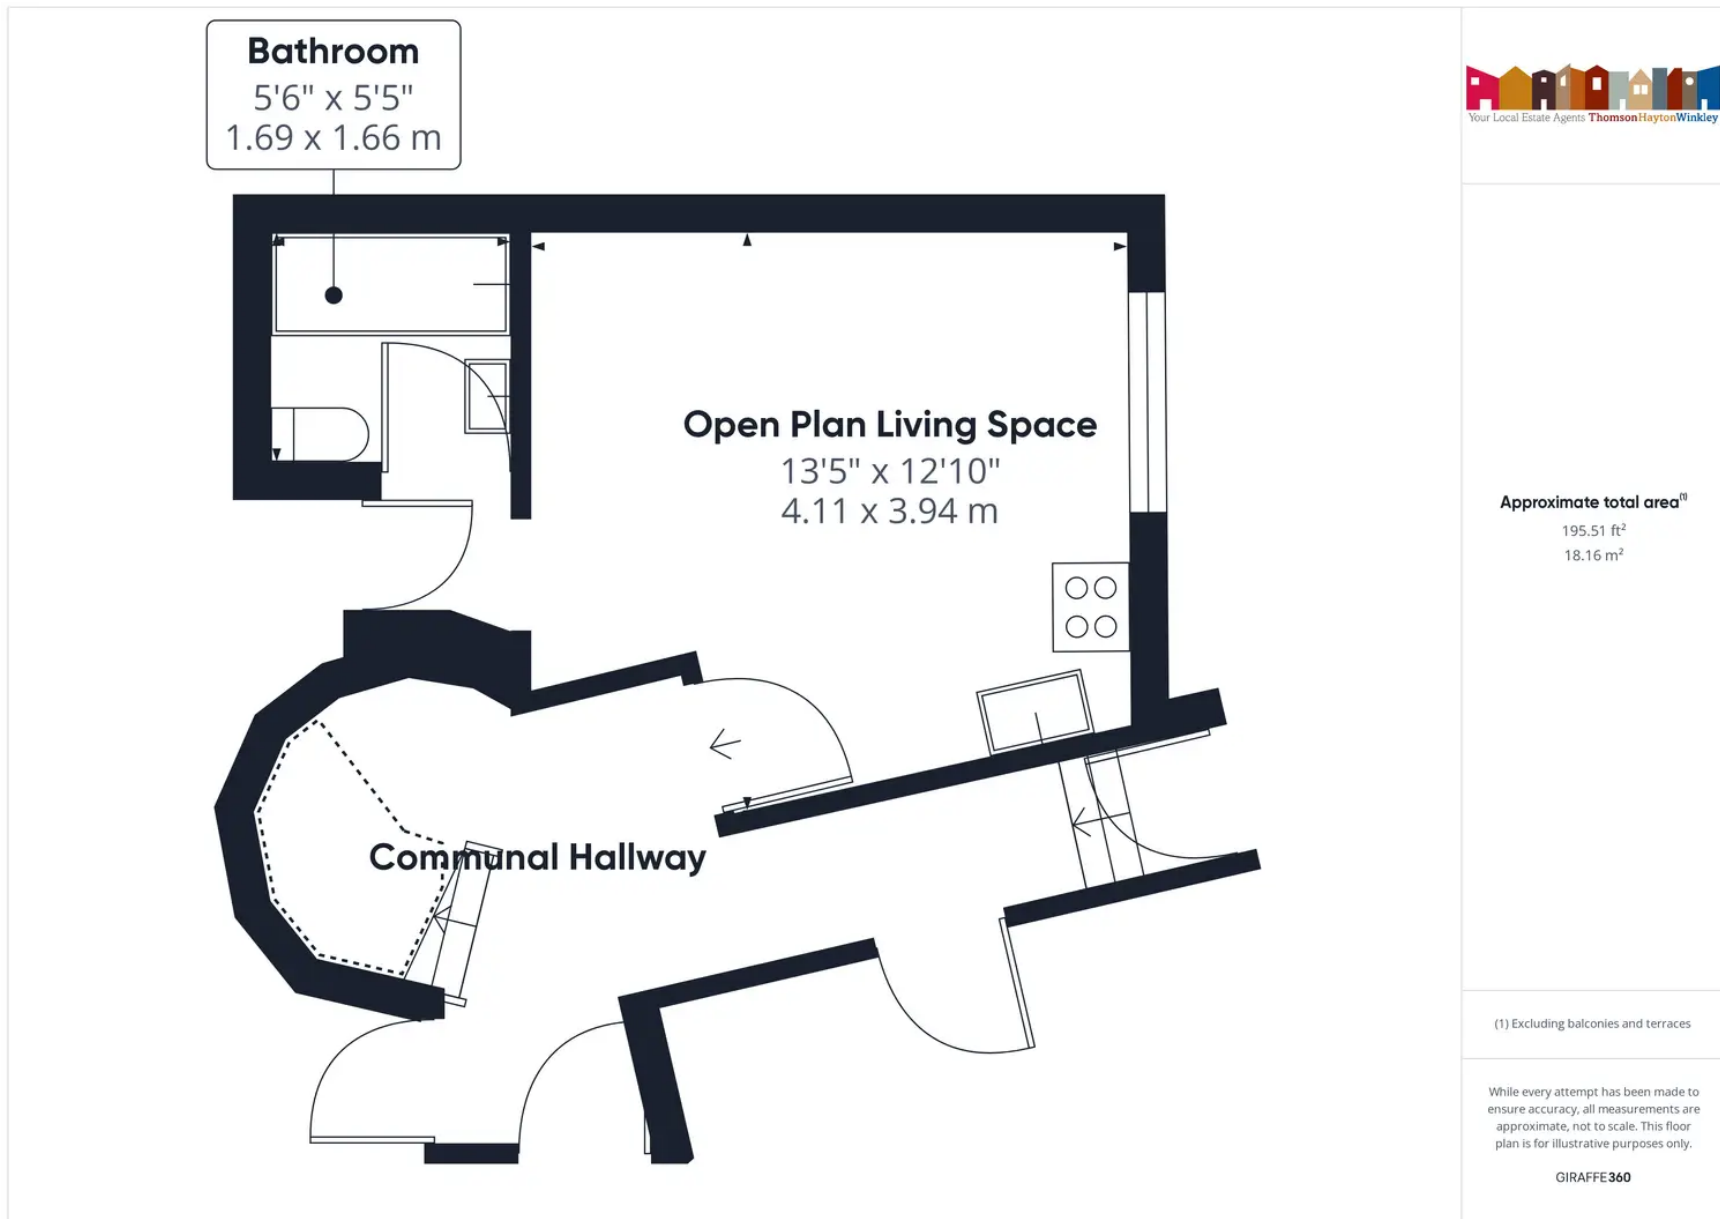 Bathroom
5'6" x 5'5"
1.69 x 1.66 m
Open Plan Living Space
13'5" x 12'10"
4.11 x 3.94 m
Communal Hallway
Your Local Estate Agents ThomsonHaytonWinkley
Approximate total area(1)
195.51 ft²
18.16 m²
(1) Excluding balconies and terraces
While every attempt has been made to
ensure accuracy, all measurements are
approximate, not to scale. This floor
plan is for illustrative purposes only.
GIRAFFE360